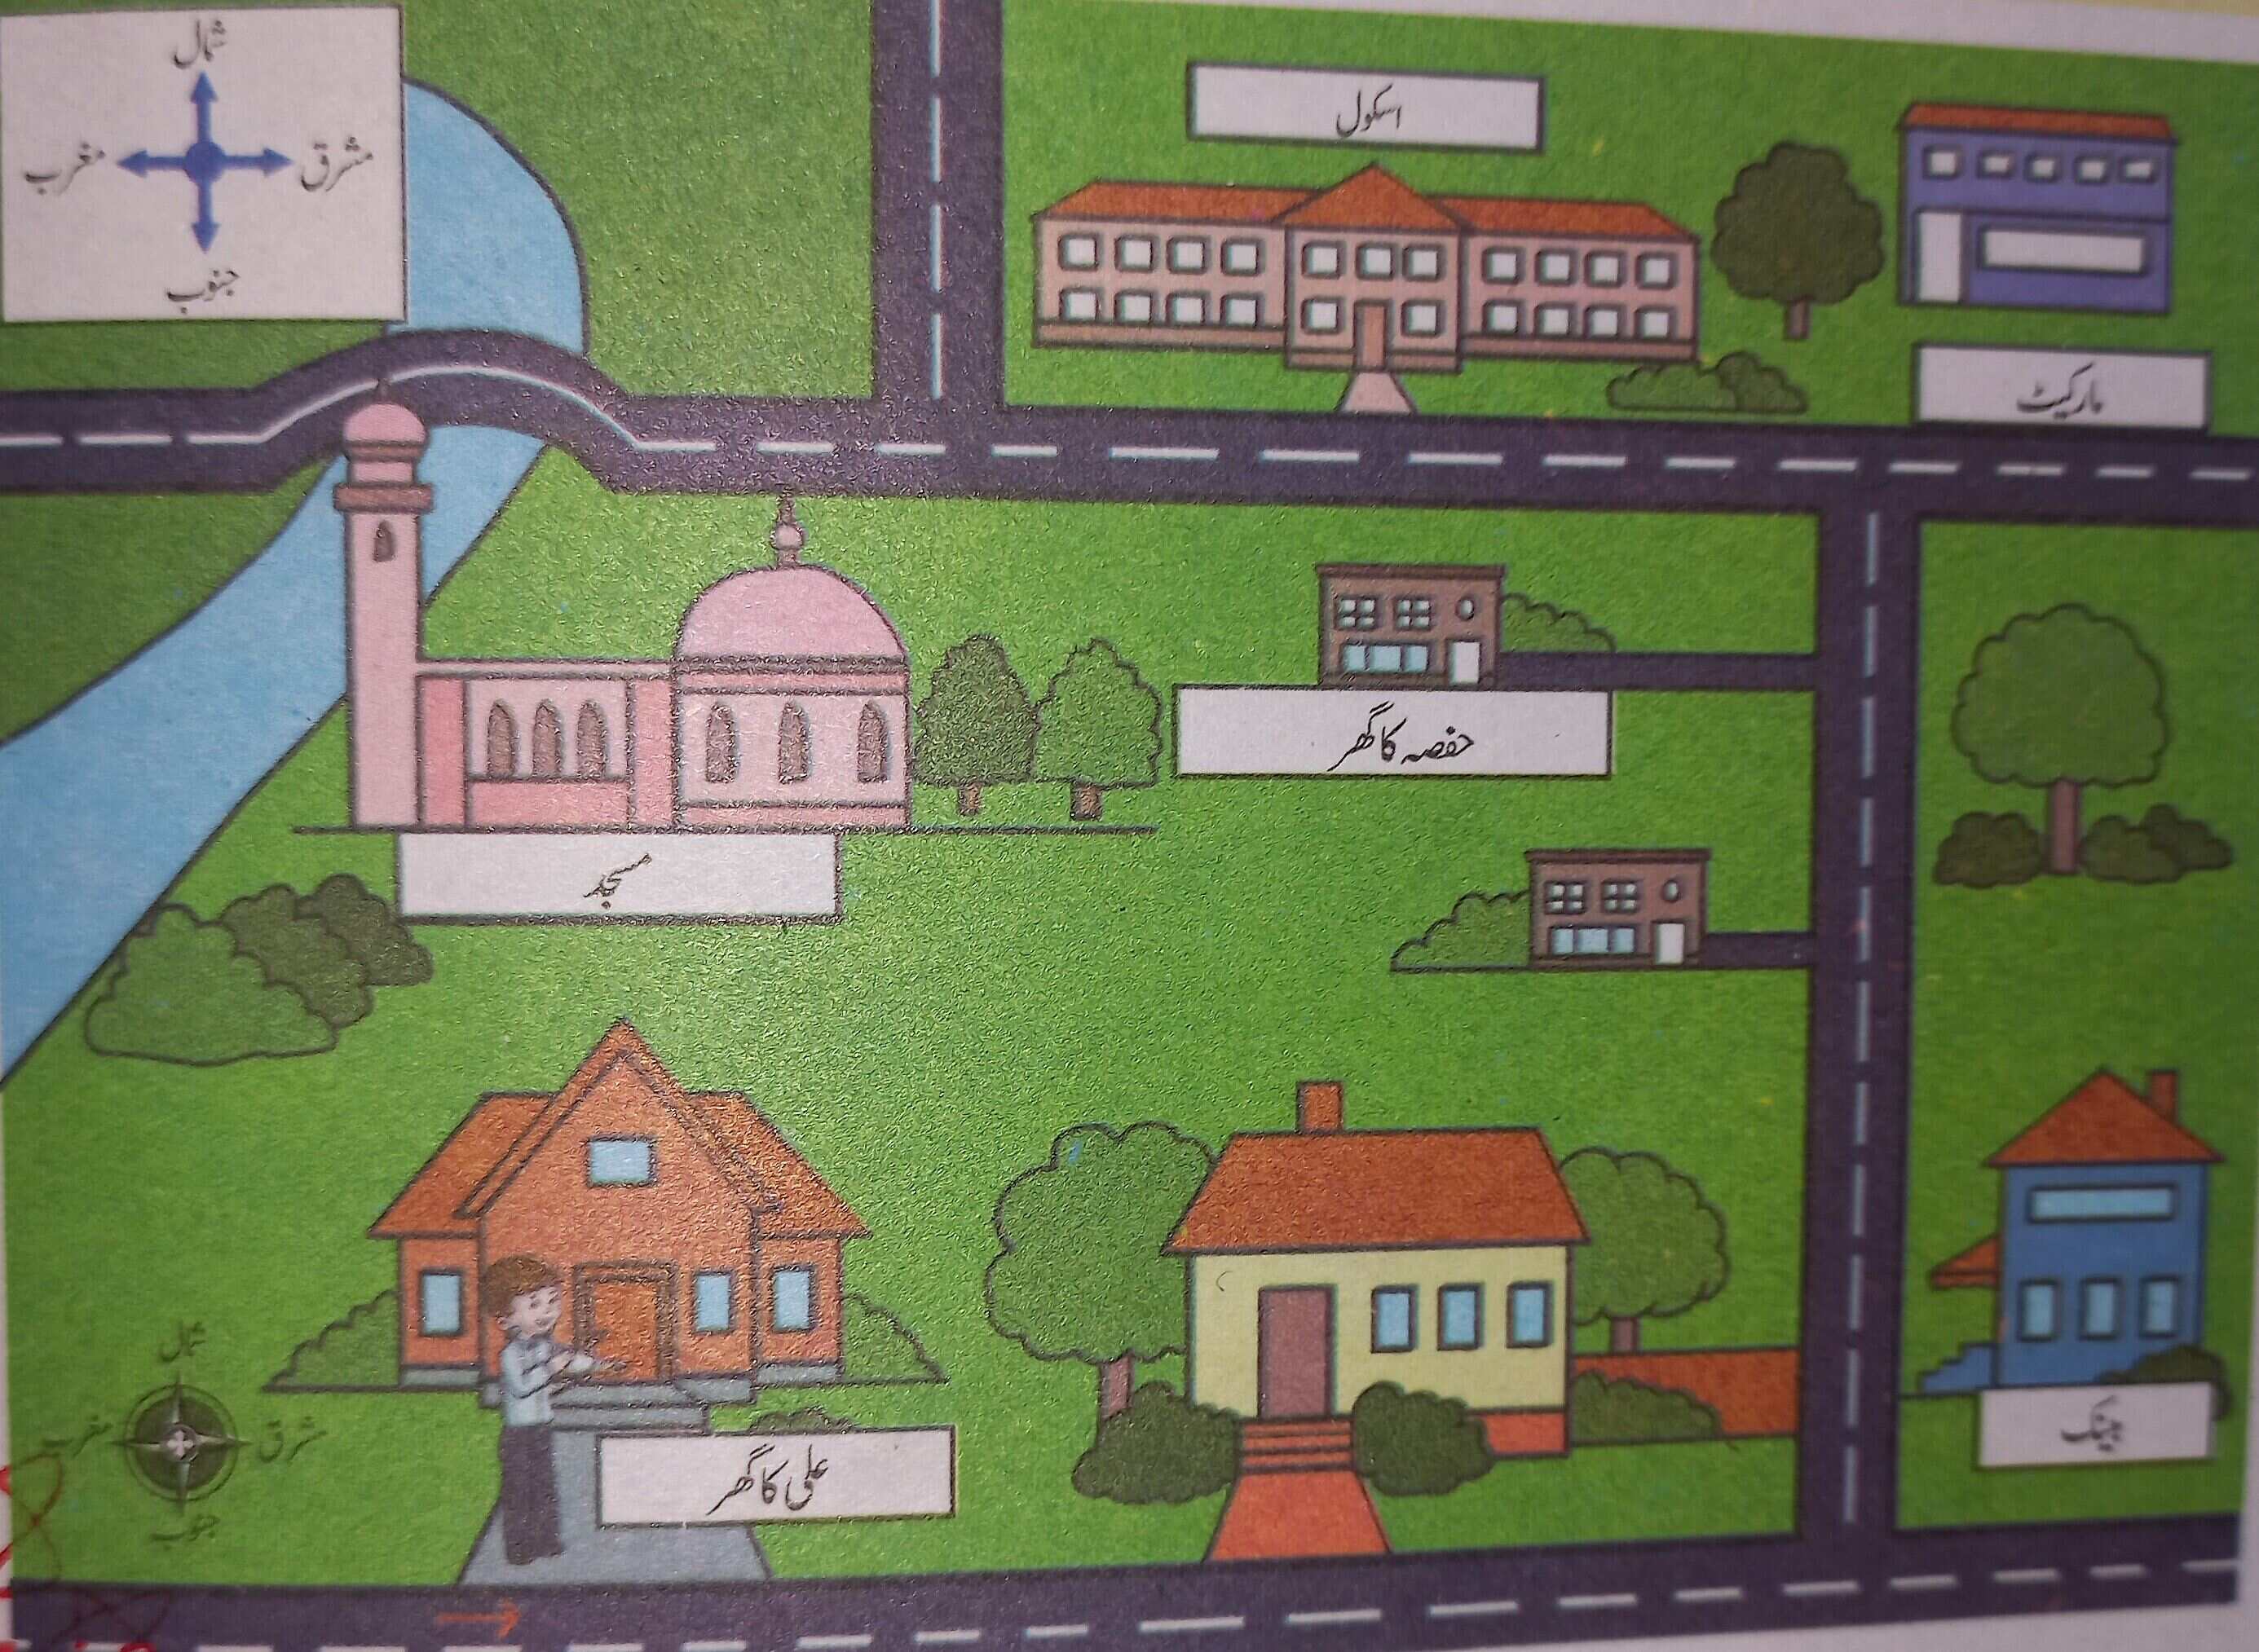 شمال
مشرق
مغرب
جنوب
اسکول
مارکیٹ
حفصہ کا گھر
مسجد
علی کا گھر
بینک
شمال
مشرق
مغرب
جنوب